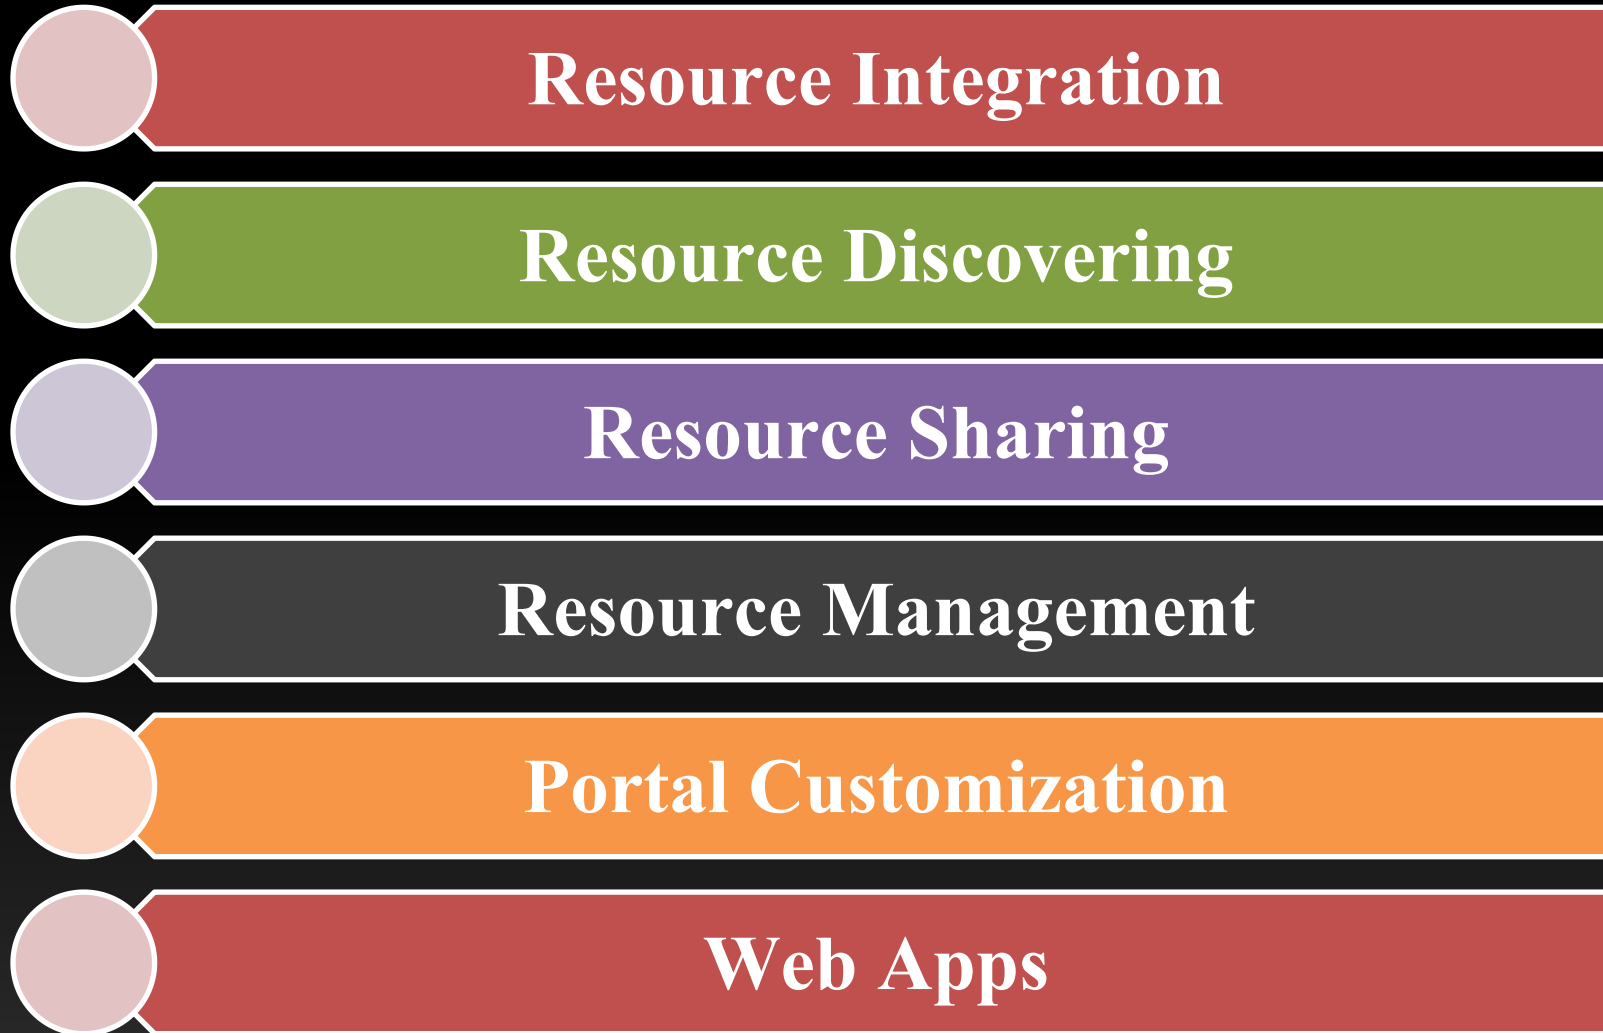 Resource Integration
Resource Discovering
Resource Sharing
Resource Management
Portal Customization
Web Apps